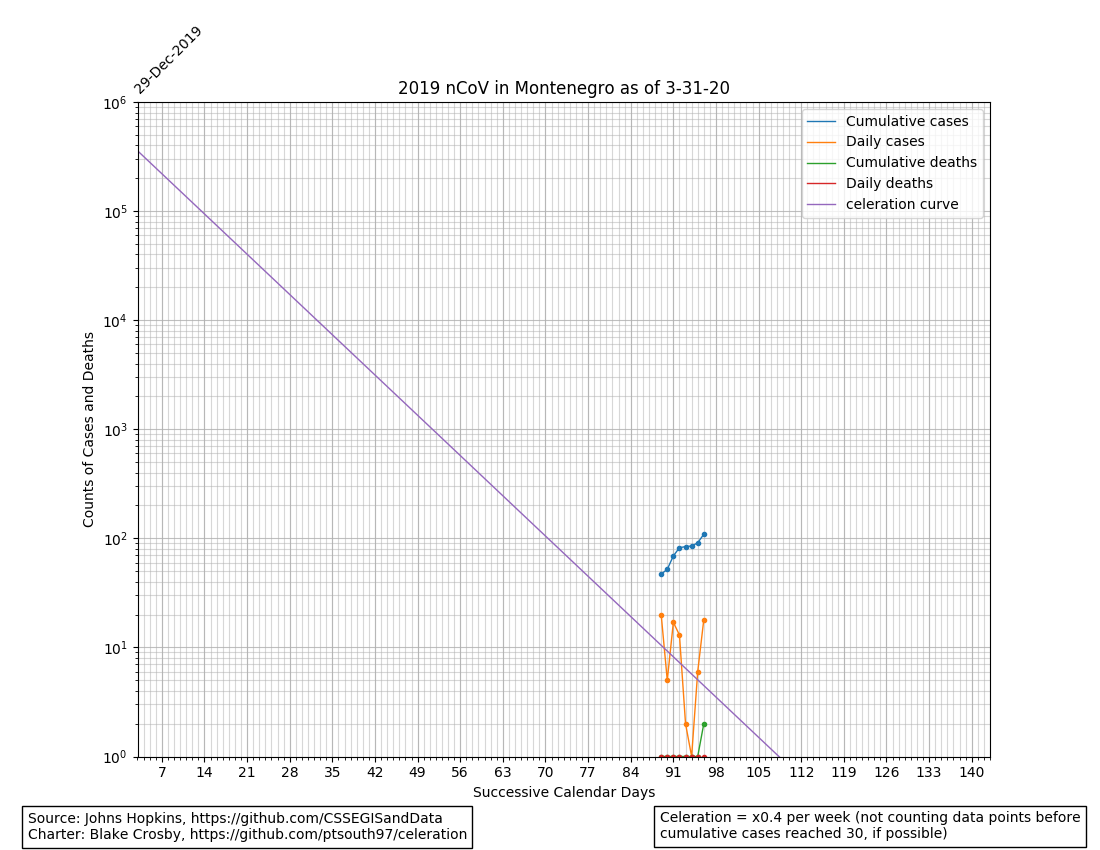 29-Dec-2019
2019 nCoV in Montenegro as of 3-31-20
10^6
10^5
10^4
10^3
10^2
10^1
10^0
Counts of Cases and Deaths
Cumulative cases
Daily cases
Cumulative deaths
Daily deaths
celeration curve
7 14 21 28 35 42 49 56 63 70 77 84 91 98 105 112 119 126 133 140
Successive Calendar Days
Source: Johns Hopkins, https://github.com/CSSEGISandData
Charter: Blake Crosby, https://github.com/ptsouth97/celeration
Celeration = x0.4 per week (not counting data points before
cumulative cases reached 30, if possible)